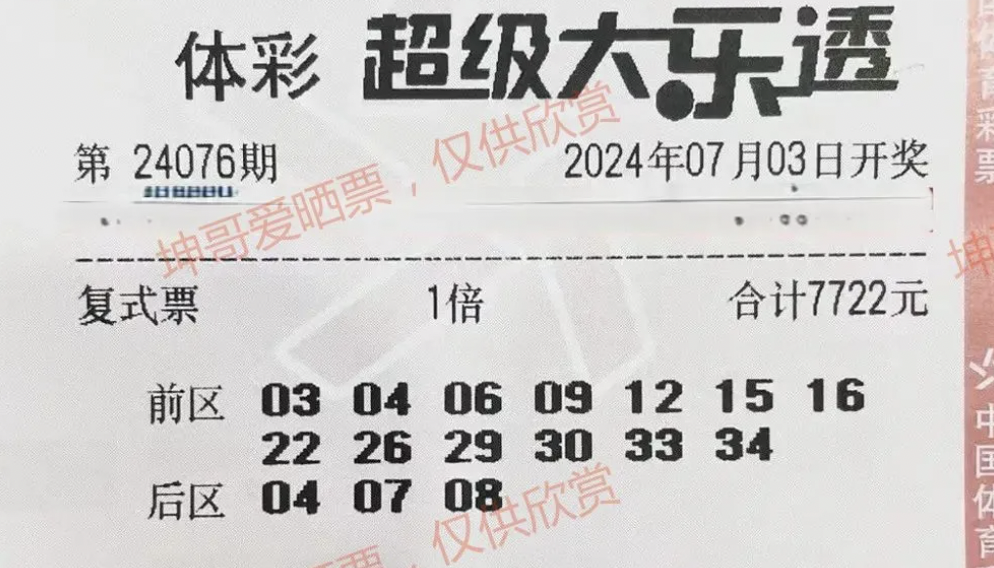 体彩 超级大乐透
第 24076期 2024年07月03日开奖
坤哥爱晒票，仅供欣赏
复式票 1倍 合计7722元
前区 03 04 06 09 12 15 16
22 26 29 30 33 34
后区 04 07 08
仅供欣赏
坤
体育彩票
中国体育